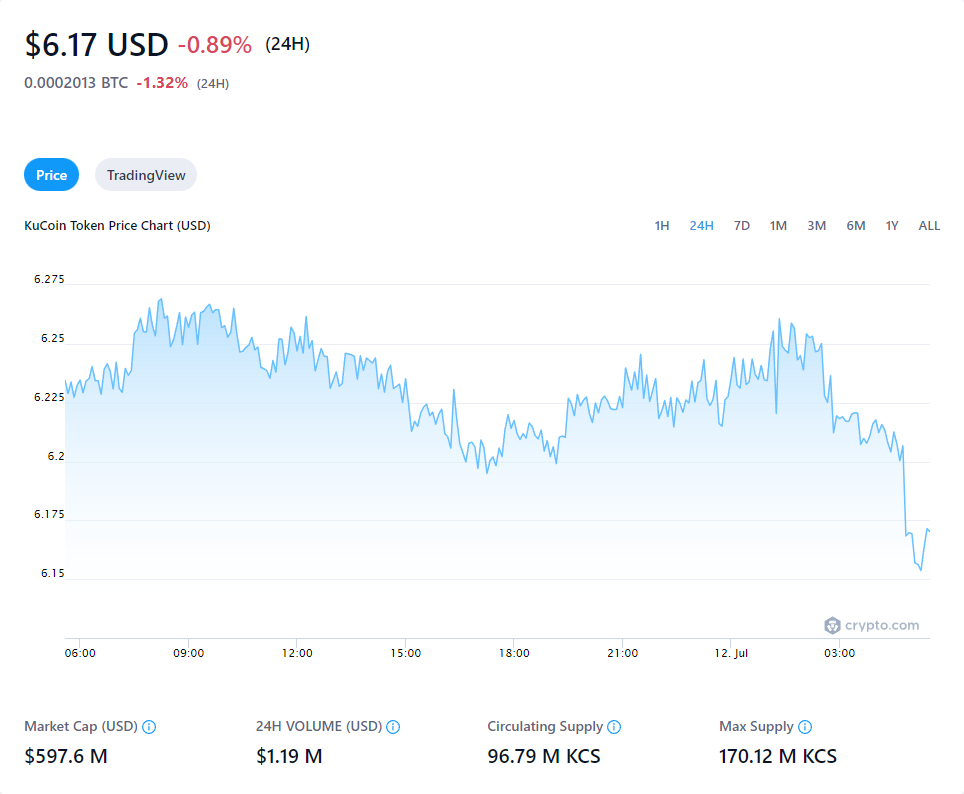 $6.17 USD -0.89% (24H)
0.0002013 BTC -1.32% (24H)
Price TradingView
KuCoin Token Price Chart (USD) 1H 24H 7D 1M 3M 6M 1Y ALL
6.275
6.25
6.225
6.2
6.175
6.15
crypto.com
06:00 09:00 12:00 15:00 18:00 21:00 12. Jul 03:00
Market Cap (USD) 24H VOLUME (USD) Circulating Supply Max Supply
$597.6 M $1.19 M 96.79 M KCS 170.12 M KCS